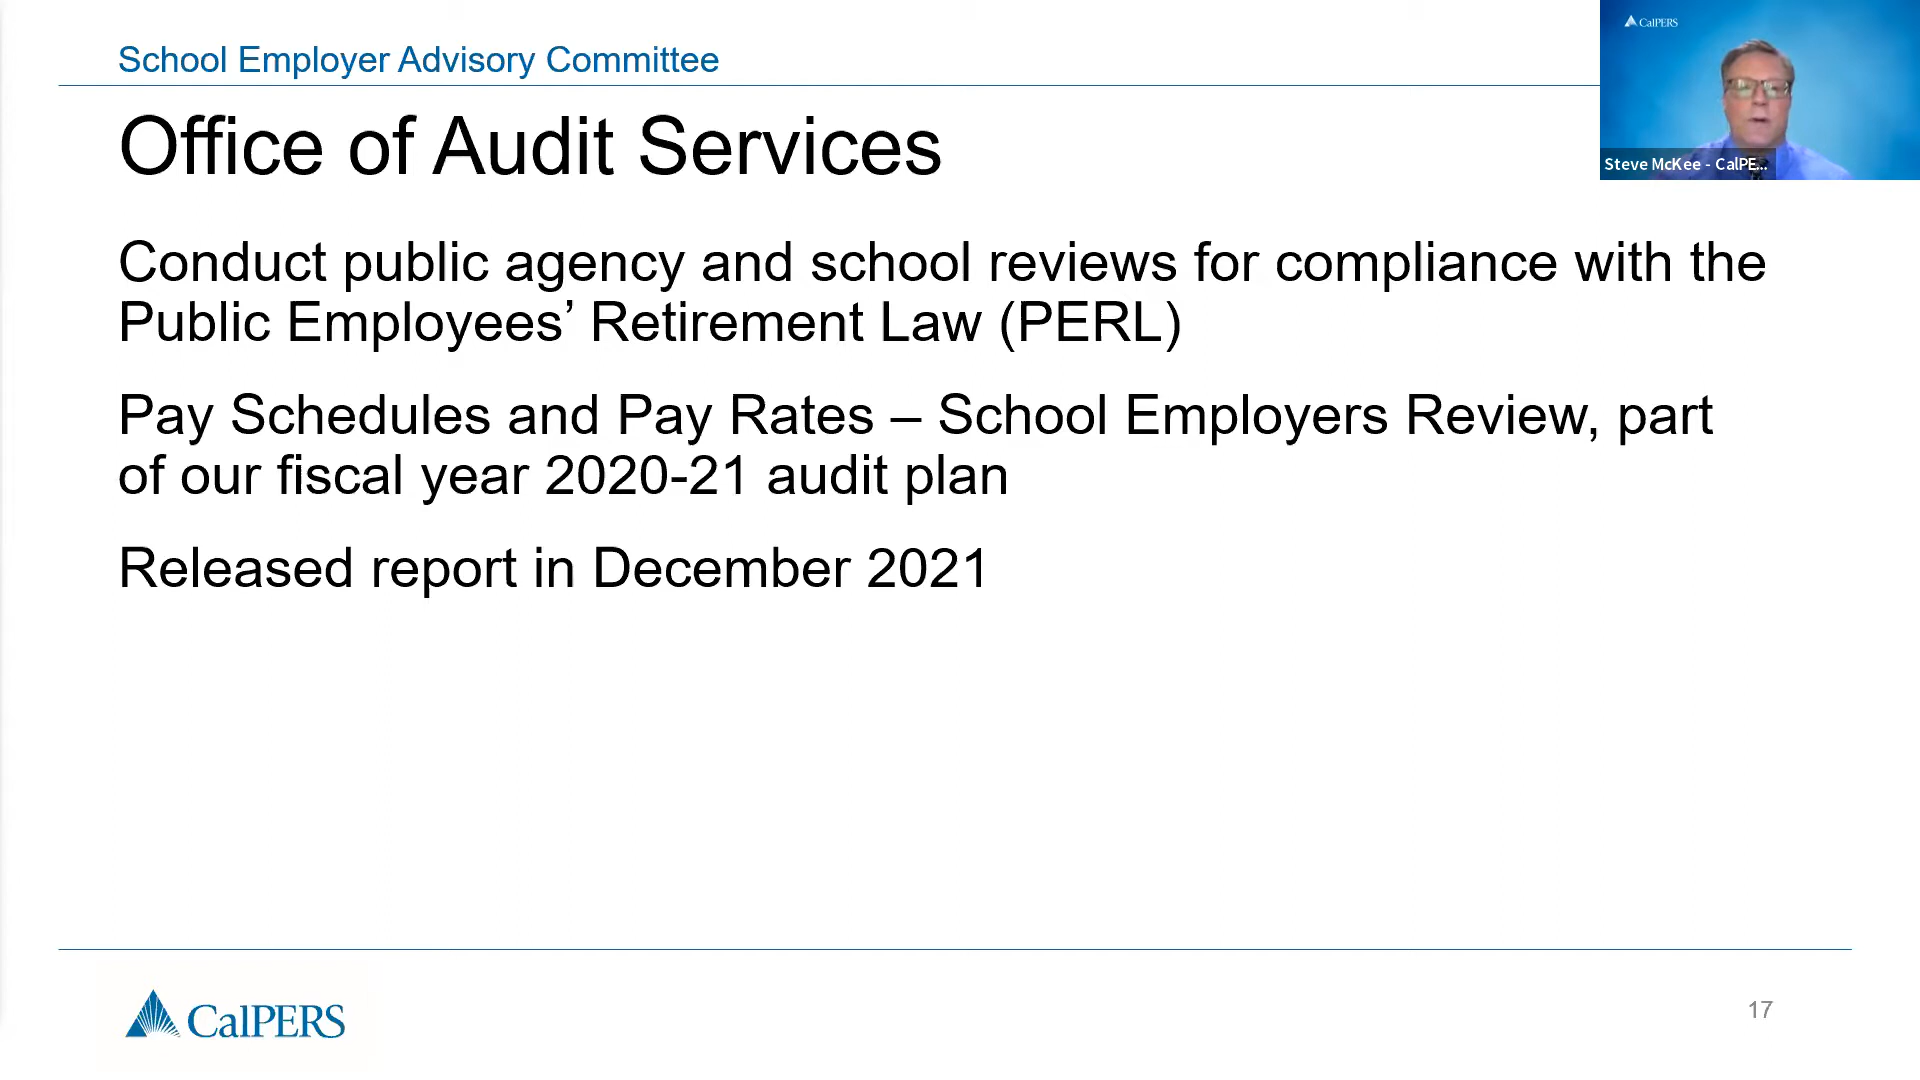 School Employer Advisory Committee
CalPERS
Steve McKee - CalPE...
Office of Audit Services
Conduct public agency and school reviews for compliance with the
Public Employees’ Retirement Law (PERL)
Pay Schedules and Pay Rates – School Employers Review, part
of our fiscal year 2020-21 audit plan
Released report in December 2021
CalPERS
17